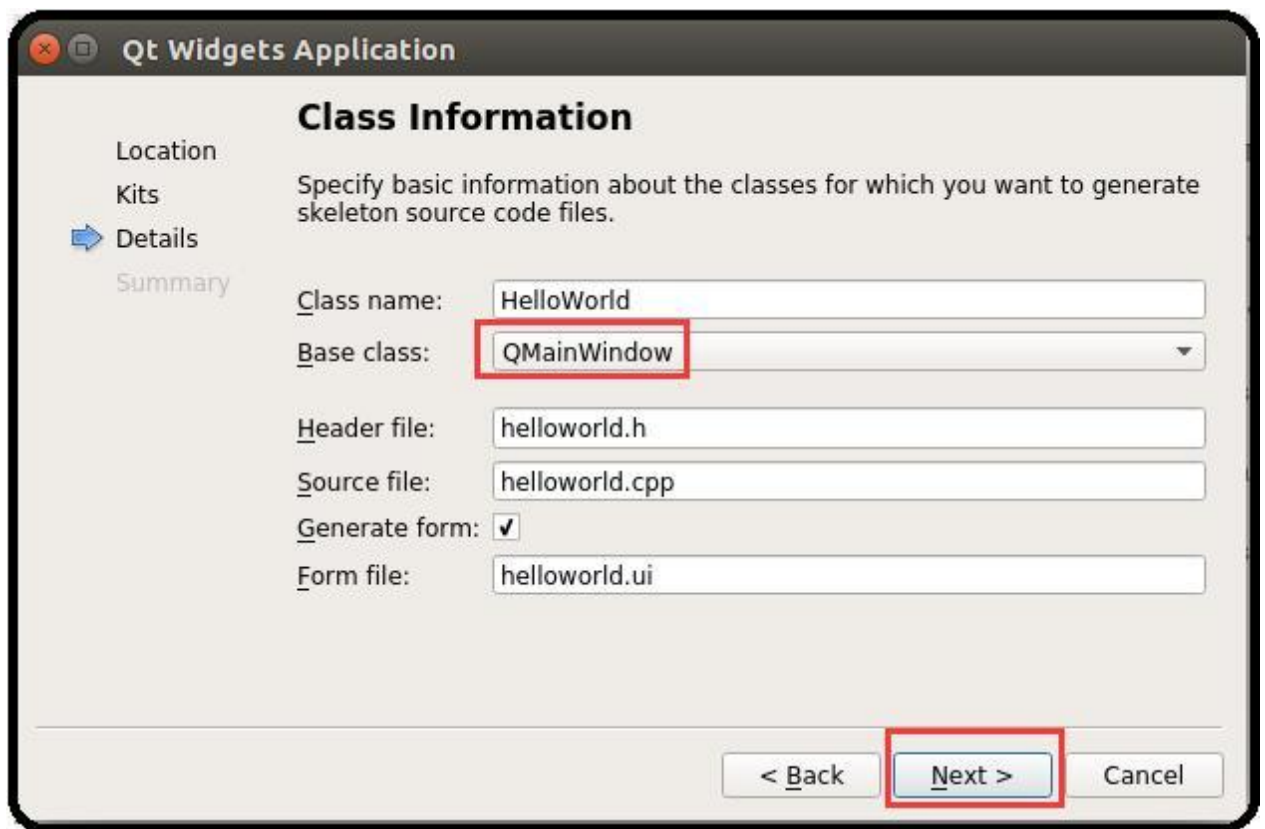 Qt Widgets Application
Class Information
Location
Kits
Details
Summary
Specify basic information about the classes for which you want to generate
skeleton source code files.
Class name: HelloWorld
Base class: QMainWindow
Header file: helloworld.h
Source file: helloworld.cpp
Generate form:
Form file: helloworld.ui
< Back Next > Cancel